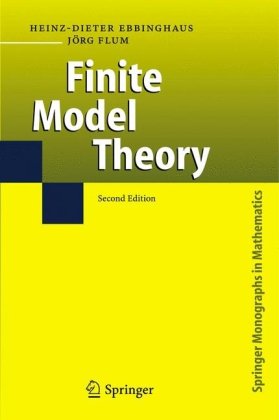 HEINZ-DIETER EBBINGHAUS
JÖRG FLUM
Finite
Model
Theory
Second Edition
Springer Monographs in Mathematics
Springer